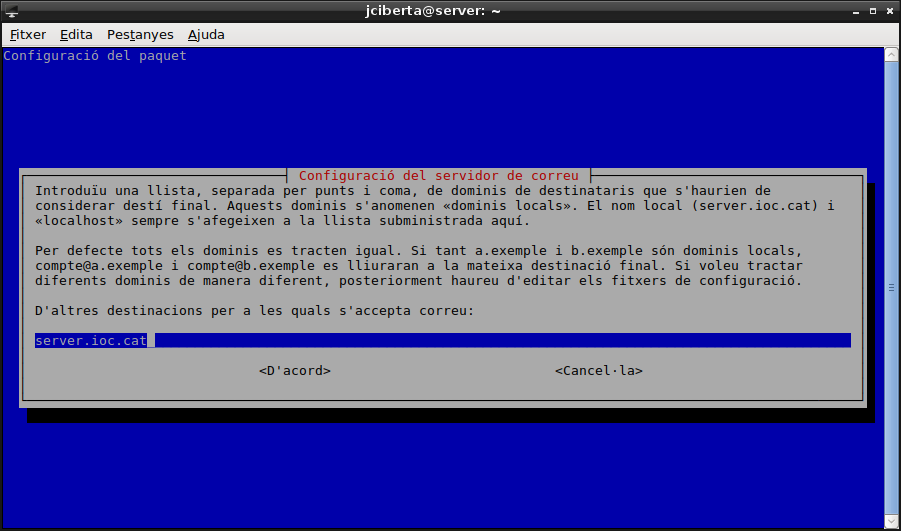 jciberta@server: ~
Fitxer Edita Pestanyes Ajuda
Configuració del paquet
Configuració del servidor de correu
Introduïu una llista, separada per punts i coma, de dominis de destinataris que s'haurien de
considerar destí final. Aquests dominis s'anomenen «dominis locals». El nom local (server.ioc.cat) i
«localhost» sempre s'afegeixen a la llista subministrada aquí.
Per defecte tots els dominis es tracten igual. Si tant a.exemple i b.exemple són dominis locals,
compte@a.exemple i compte@b.exemple es lliuraran a la mateixa destinació final. Si voleu tractar
diferents dominis de manera diferent, posteriorment haureu d'editar els fitxers de configuració.
D'altres destinacions per a les quals s'accepta correu:
server.ioc.cat
<D'acord> <Cancel·la>